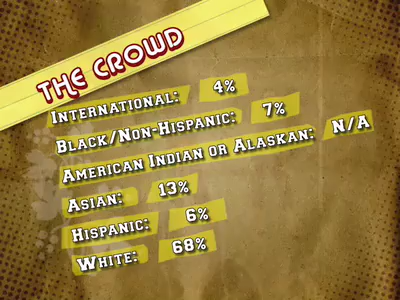 THE CROWD
INTERNATIONAL: 4%
BLACK/NON-HISPANIC: 7%
AMERICAN INDIAN OR ALASKAN: N/A
ASIAN: 13%
HISPANIC: 6%
WHITE: 68%